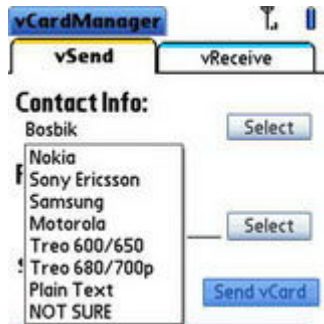 vCardManager
vSend
vReceive
Contact Info:
Bosbik
Select
Nokia
Sony Ericsson
Samsung
Motorola
Select
Treo 600/650
Treo 680/700p
Plain Text
Send vCard
NOT SURE